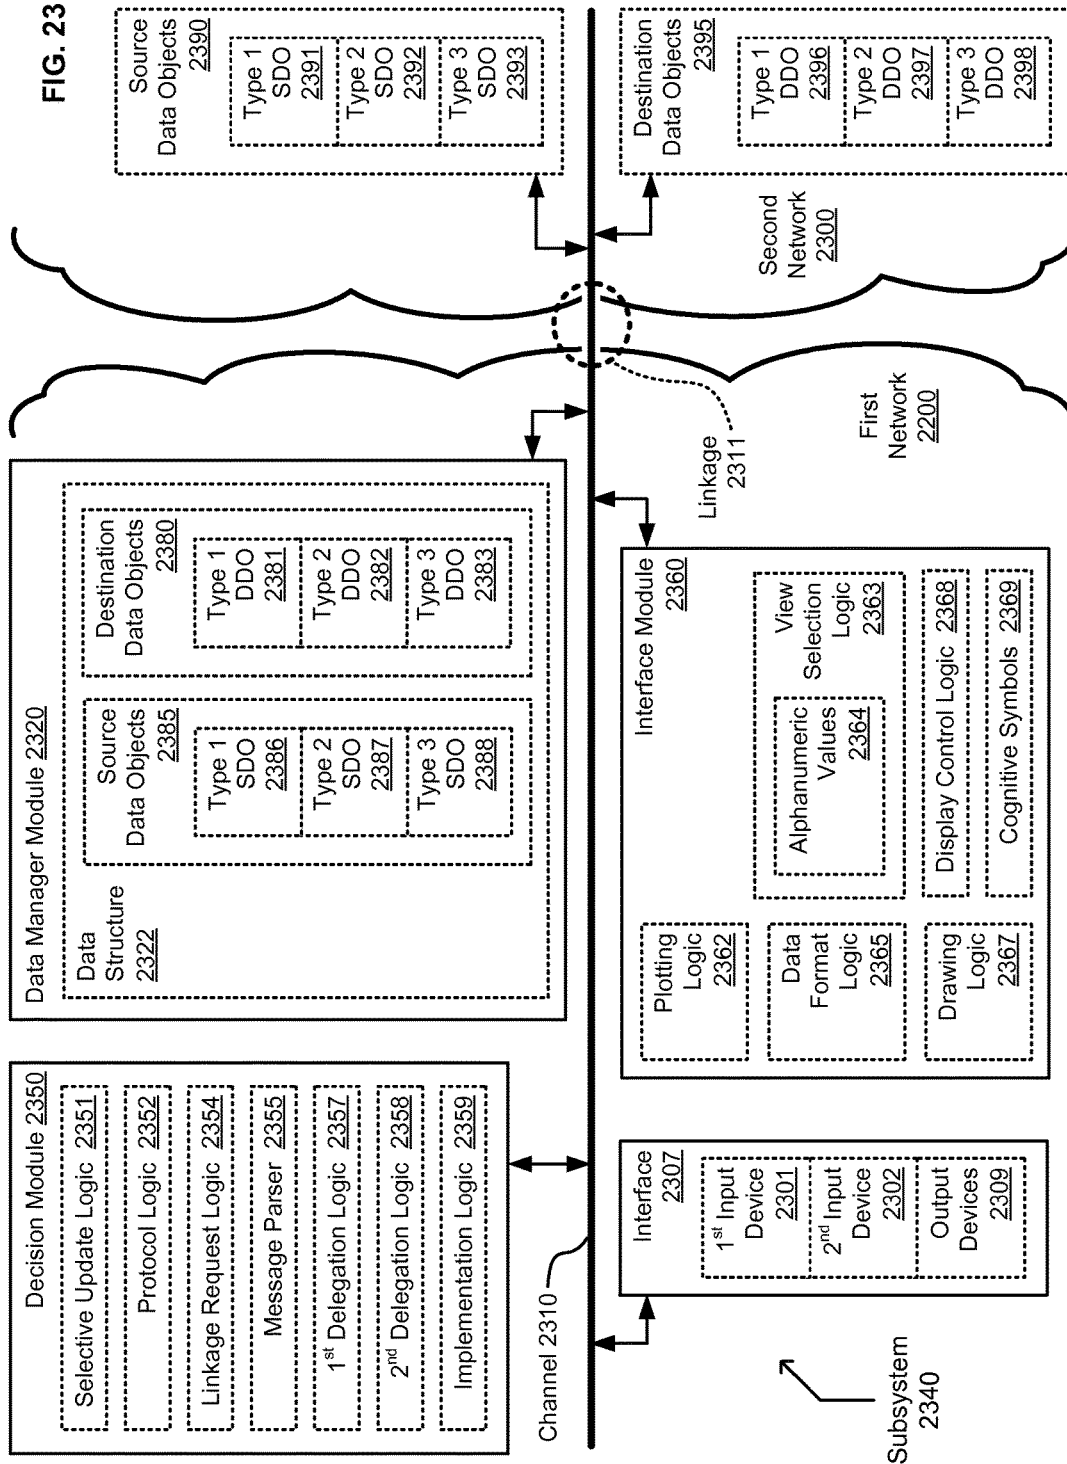 FIG. 23
Decision Module 2350
Selective Update Logic 2351
Protocol Logic 2352
Linkage Request Logic 2354
Message Parser 2355
1st Delegation Logic 2357
2nd Delegation Logic 2358
Implementation Logic 2359
Data Manager Module 2320
Data
Structure
2322
Source
Data Objects
2385
Type 1
SDO
2386
Type 2
SDO
2387
Type 3
SDO
2388
Destination
Data Objects
2380
Type 1
DDO
2381
Type 2
DDO
2382
Type 3
DDO
2383
Source
Data Objects
2390
Type 1
SDO
2391
Type 2
SDO
2392
Type 3
SDO
2393
Channel 2310
Linkage
2311
Interface
2307
1st Input
Device
2301
2nd Input
Device
2302
Output
Devices
2309
Interface Module
2360
Plotting
Logic
2362
Data
Format
Logic
2365
Drawing
Logic
2367
View
Selection
Logic
2363
Alphanumeric
Values
2364
Display Control Logic 2368
Cognitive Symbols 2369
First
Network
2200
Second
Network
2300
Destination
Data Objects
2395
Type 1
DDO
2396
Type 2
DDO
2397
Type 3
DDO
2398
Subsystem
2340